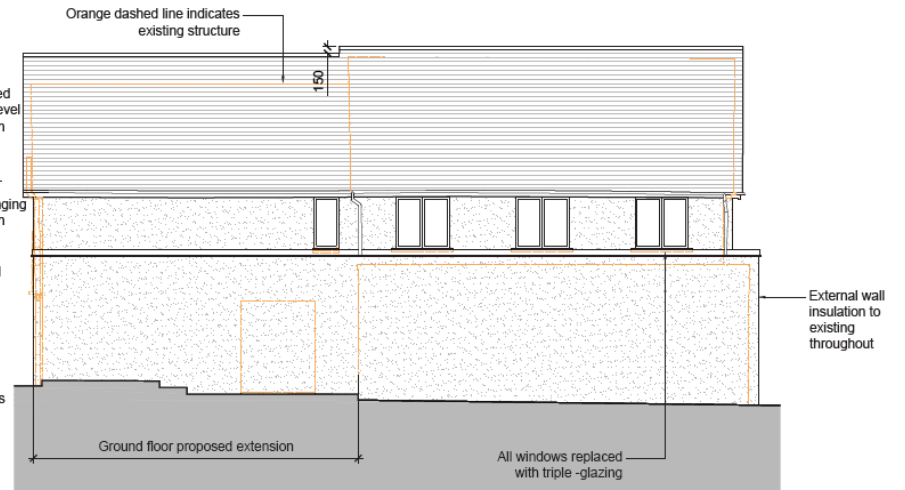 Orange dashed line indicates
existing structure
150
External wall
insulation to
existing
throughout
Ground floor proposed extension
All windows replaced
with triple -glazing